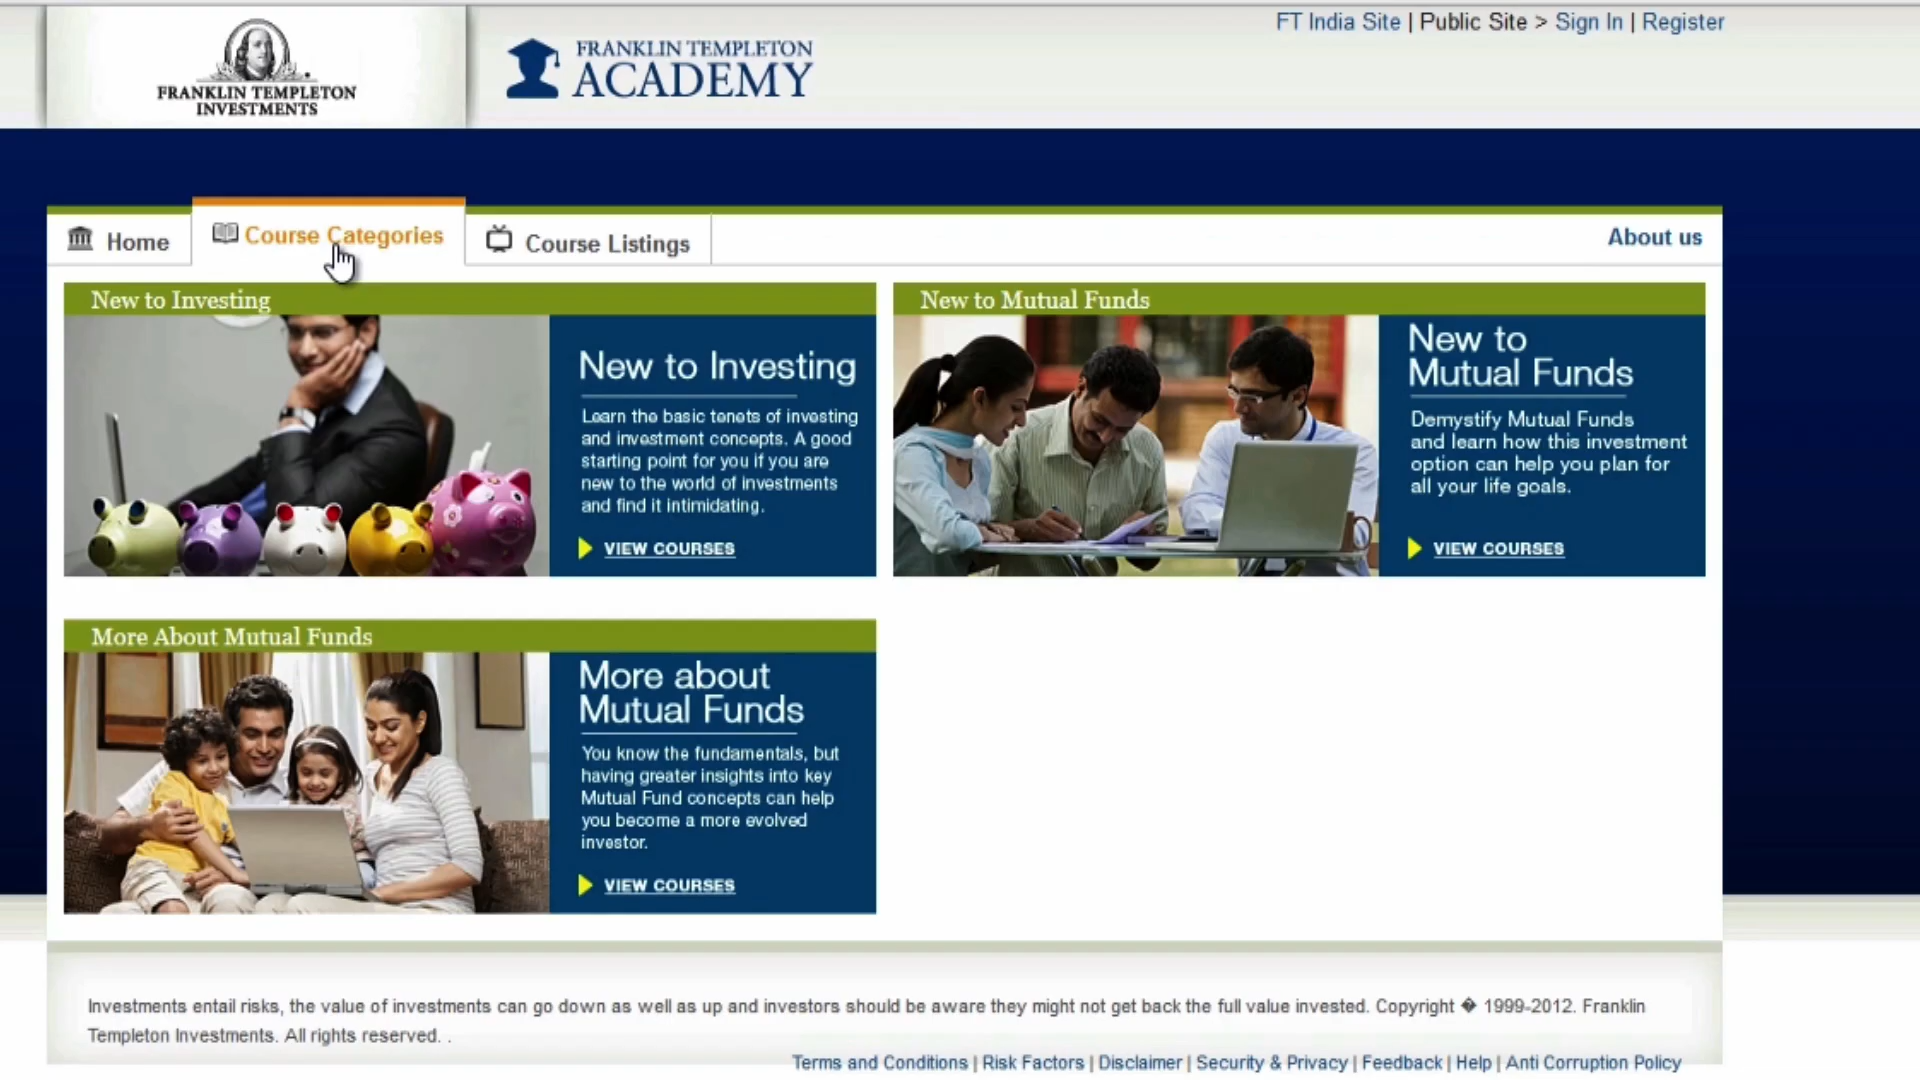 FT India Site | Public Site > Sign In | Register
FRANKLIN TEMPLETON
INVESTMENTS
FRANKLIN TEMPLETON
ACADEMY
Home
Course Categories
Course Listings
About us
New to Investing
New to Investing
Learn the basic tenets of investing
and investment concepts. A good
starting point for you if you are
new to the world of investments
and find it intimidating.
VIEW COURSES
New to Mutual Funds
New to
Mutual Funds
Demystify Mutual Funds
and learn how this investment
option can help you plan for
all your life goals.
VIEW COURSES
More About Mutual Funds
More about
Mutual Funds
You know the fundamentals, but
having greater insights into key
Mutual Fund concepts can help
you become a more evolved
investor.
VIEW COURSES
Investments entail risks, the value of investments can go down as well as up and investors should be aware they might not get back the full value invested. Copyright � 1999-2012. Franklin
Templeton Investments. All rights reserved. .
Terms and Conditions | Risk Factors | Disclaimer | Security & Privacy | Feedback | Help | Anti Corruption Policy